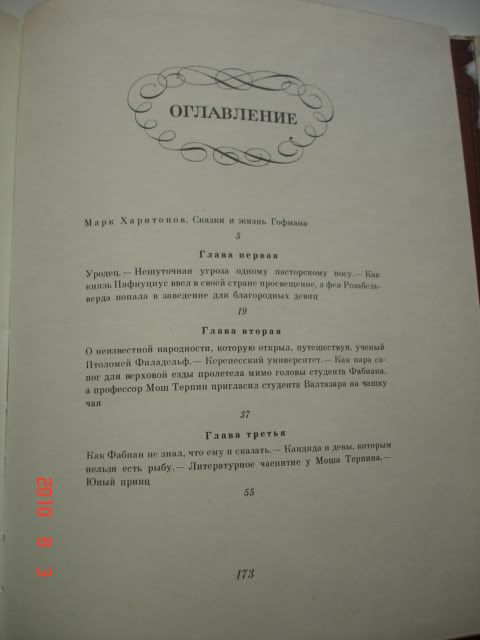 ОГЛАВЛЕНИЕ
Марк Харитонов. Сказки и жизнь Гофмана
5
Глава первая
Уродец.— Нешуточная угроза одному пасторскому носу.— Как
князь Пафнуциус ввел в своей стране просвещение, а фея Розабель-
верда попала в заведение для благородных девиц
19
Глава вторая
О неизвестной народности, которую открыл, путешествуя, ученый
Птоломей Филадельф.— Керепесский университет.— Как пара са-
пог для верховой езды пролетела мимо головы студента Фабиана,
а профессор Мош Терпин пригласил студента Валтазара на чашку
чая
37
Глава третья
Как Фабиан не знал, что ему и сказать.— Кандида и девы, которым
нельзя есть рыбу.— Литературное чаепитие у Моша Терпина.—
Юный принц
55
173
2010 8 3